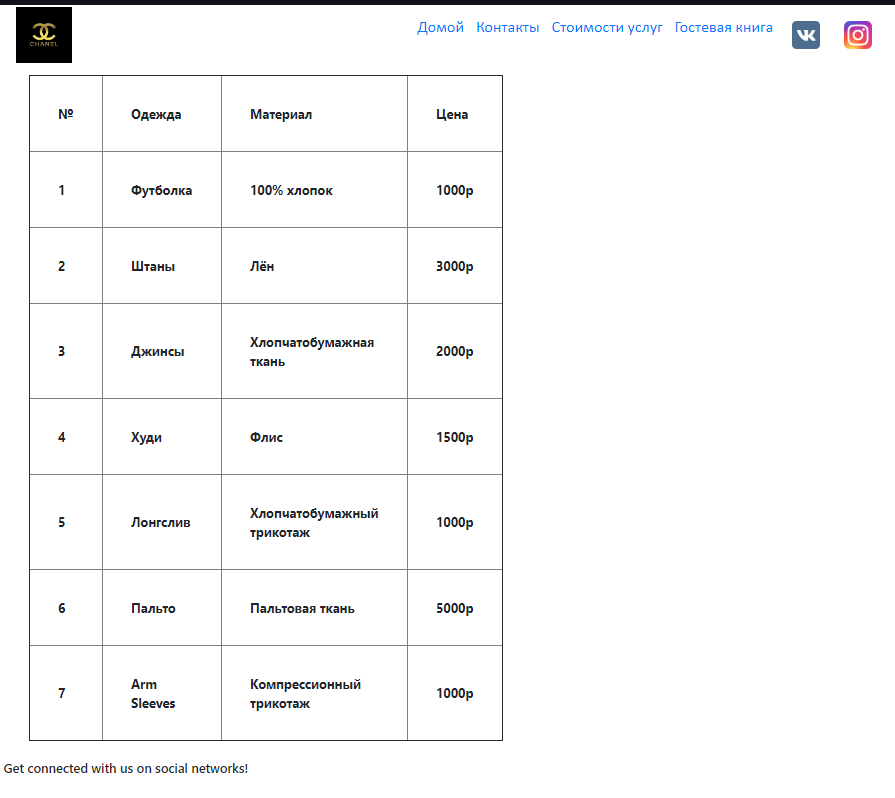 CHANEL
Домой Контакты Стоимости услуг Гостевая книга
№ Одежда Материал Цена
1 Футболка 100% хлопок 1000р
2 Штаны Лён 3000р
3 Джинсы Хлопчатобумажная ткань 2000р
4 Худи Флис 1500р
5 Лонгслив Хлопчатобумажный трикотаж 1000р
6 Пальто Пальтовая ткань 5000р
7 Arm Sleeves Компрессионный трикотаж 1000р
Get connected with us on social networks!